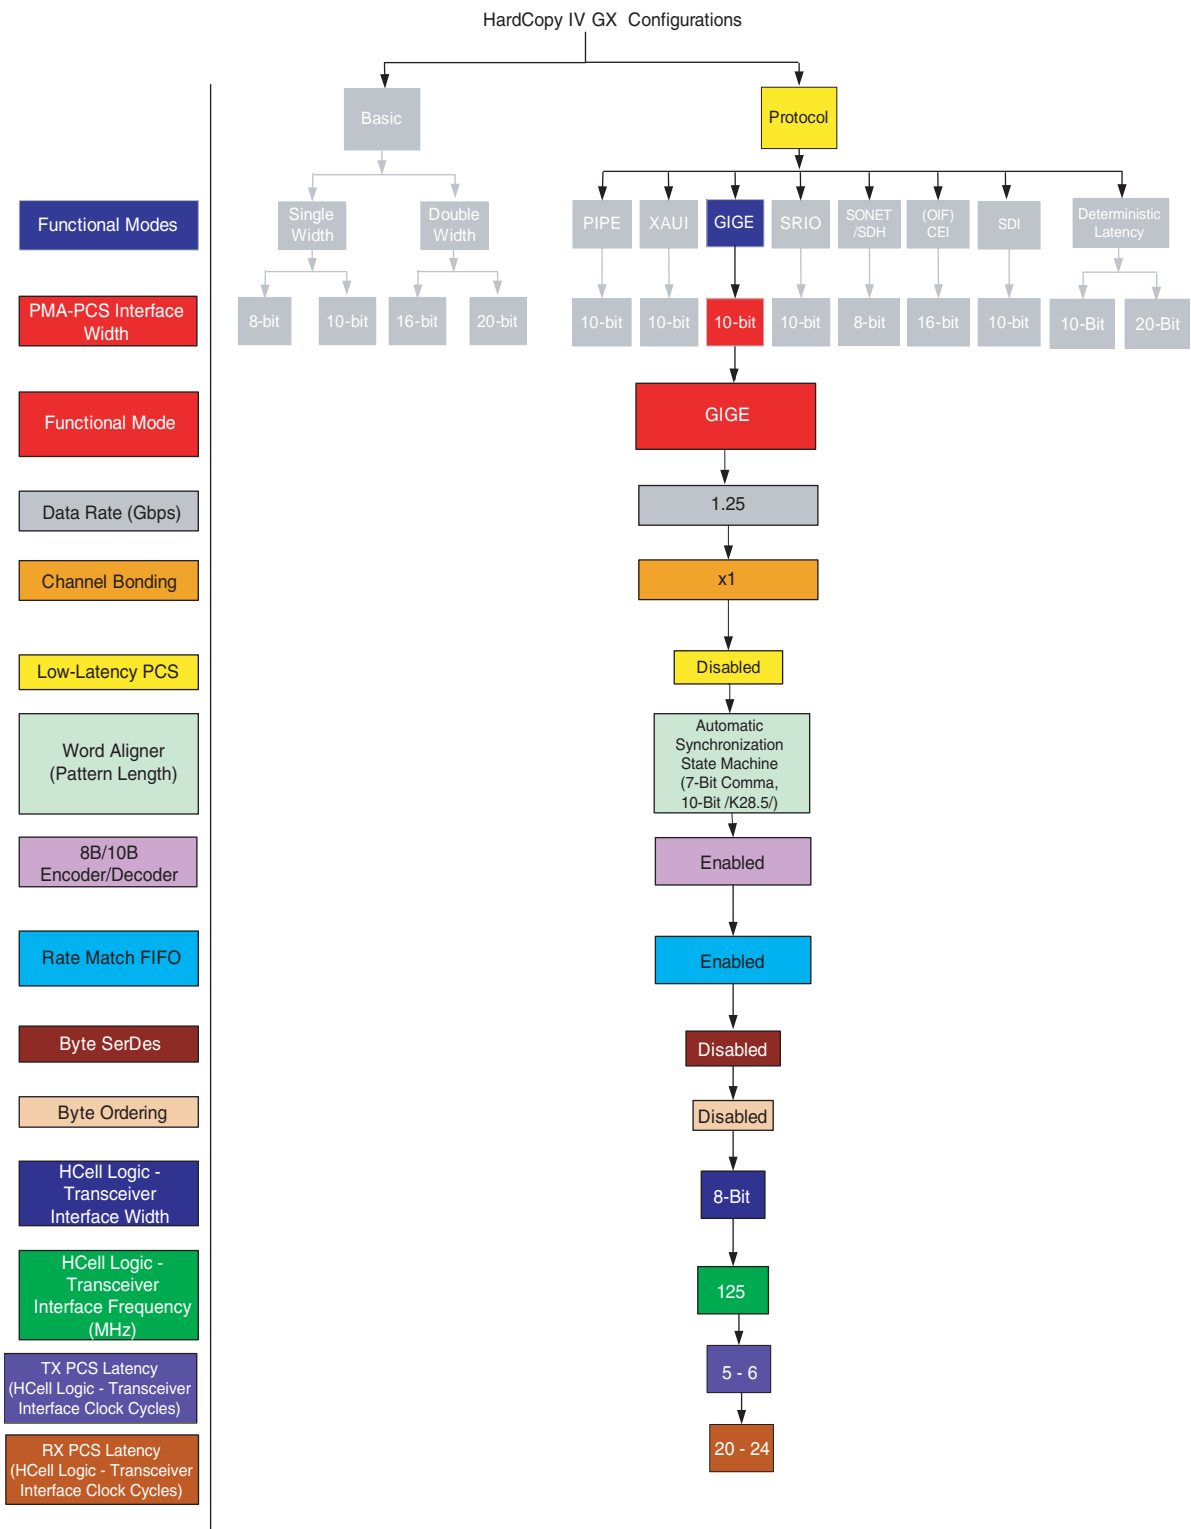 HardCopy IV GX Configurations
Basic
Protocol
Functional Modes
Single
Width
Double
Width
PIPE
XAUI
GIGE
SRIO
SONET
/SDH
(OIF)
CEI
SDI
Deterministic
Latency
PMA-PCS Interface
Width
8-bit
10-bit
16-bit
20-bit
10-bit
10-bit
10-bit
10-bit
8-bit
16-bit
10-bit
10-Bit
20-Bit
Functional Mode
GIGE
Data Rate (Gbps)
1.25
Channel Bonding
x1
Low-Latency PCS
Disabled
Word Aligner
(Pattern Length)
Automatic
Synchronization
State Machine
(7-Bit Comma,
10-Bit /K28.5/)
8B/10B
Encoder/Decoder
Enabled
Rate Match FIFO
Enabled
Byte SerDes
Disabled
Byte Ordering
Disabled
HCell Logic -
Transceiver
Interface Width
8-Bit
HCell Logic -
Transceiver
Interface Frequency
(MHz)
125
TX PCS Latency
(HCell Logic - Transceiver
Interface Clock Cycles)
5 - 6
RX PCS Latency
(HCell Logic - Transceiver
Interface Clock Cycles)
20 - 24